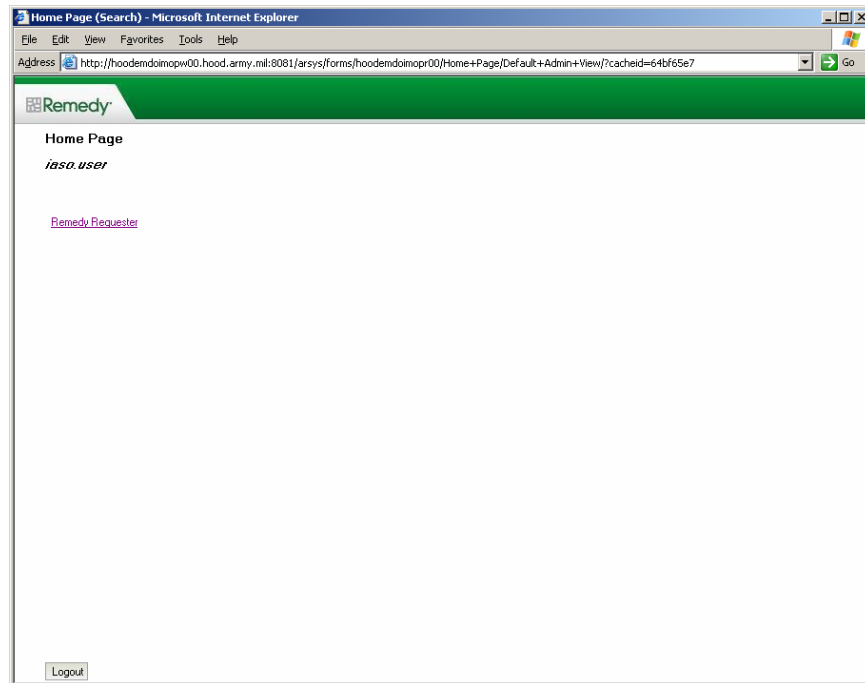 Home Page (Search) - Microsoft Internet Explorer
File Edit View Favorites Tools Help
Address http://hoodemdoimopw00.hood.army.mil:8081/arsys/forms/hoodemdoimopr00/Home+Page/Default+Admin+View/?cacheid=64bf65e7 Go
Remedy
Home Page
iaso.user
Remedy Requester
Logout